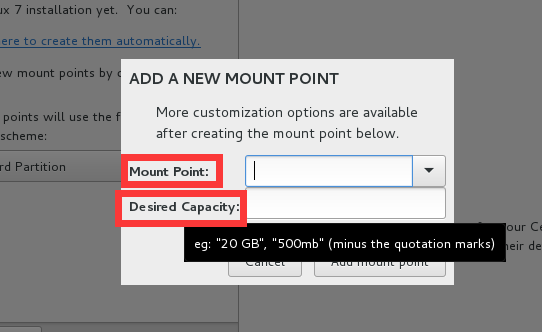 ux 7 installation yet. You can:
ere to create them automatically.
ew mount points by c
points will use the f
scheme:
rd Partition
ADD A NEW MOUNT POINT
More customization options are available
after creating the mount point below.
Mount Point:
Desired Capacity:
eg: "20 GB", "500mb" (minus the quotation marks)
Cancel
Add mount point
our Ce
heir de